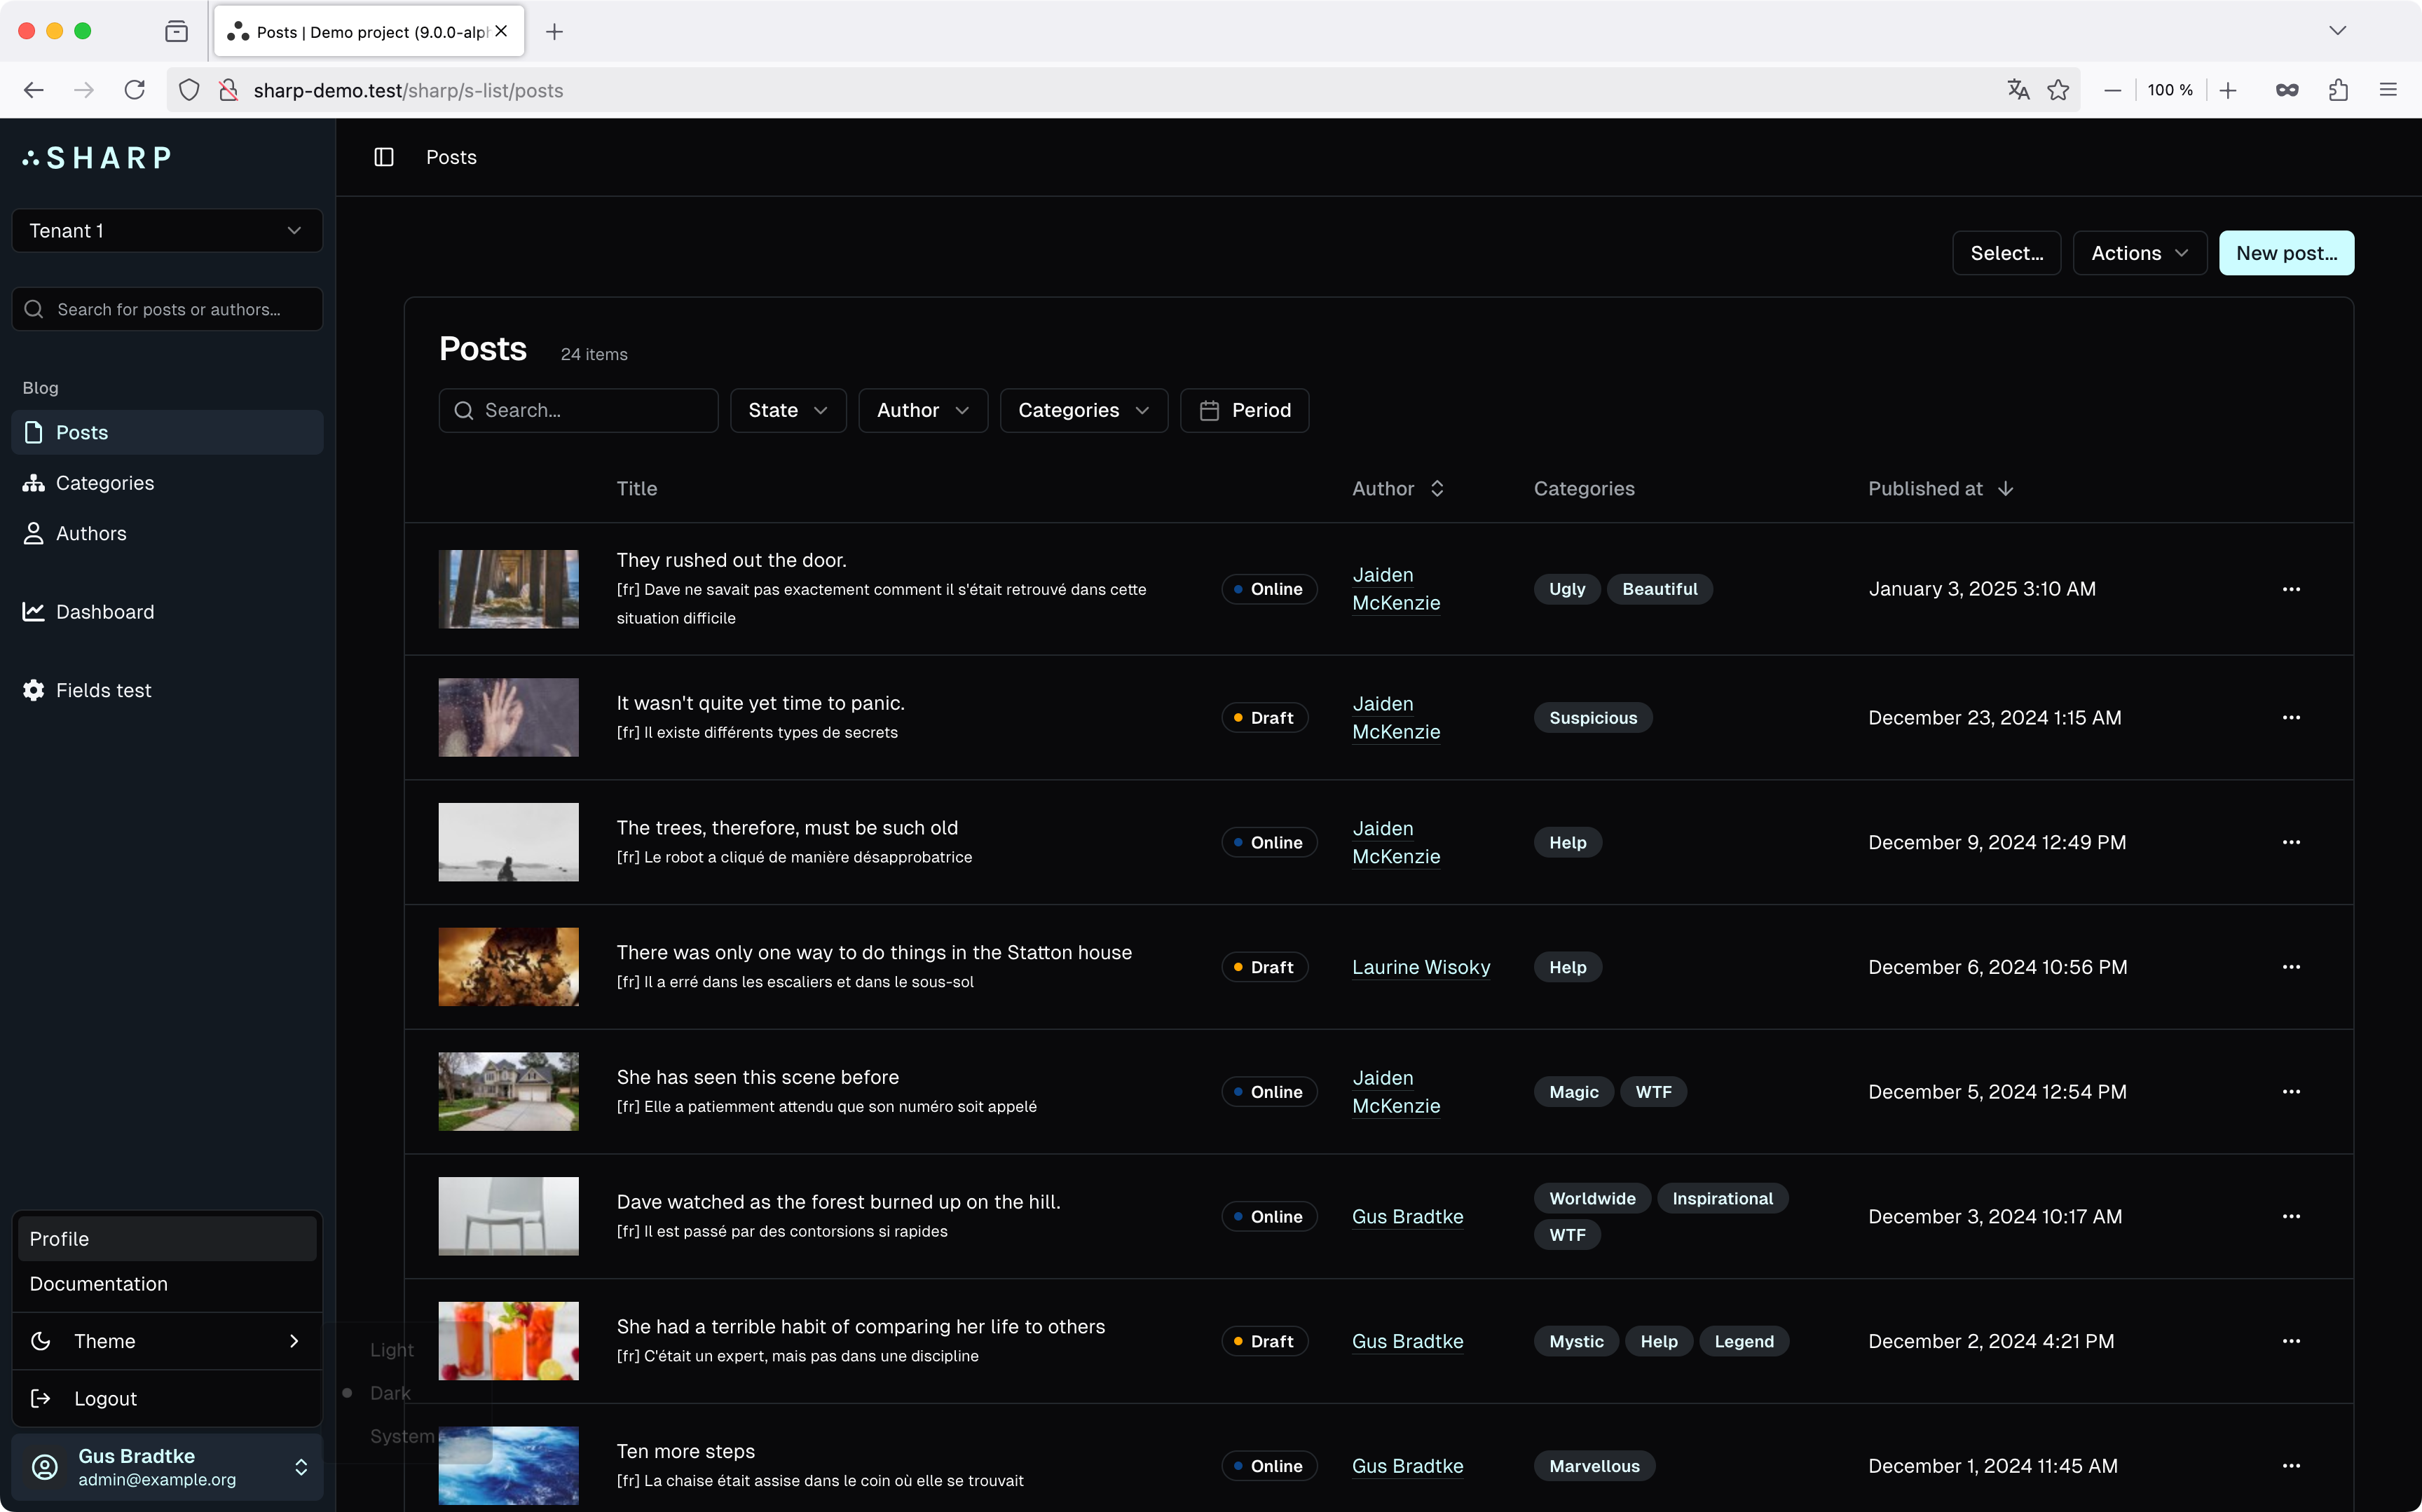 Posts | Demo project (9.0.0-alph
sharp-demo.test/sharp/s-list/posts
100 %
SHARP
Tenant 1
Search for posts or authors...
Blog
Posts
Categories
Authors
Dashboard
Fields test
Profile
Documentation
Theme
Logout
Light
Dark
System
Gus Bradtke
admin@example.org
Posts
Select...
Actions
New post...
Posts 24 items
Search...
State
Author
Categories
Period
Title Author Categories Published at
They rushed out the door.
[fr] Dave ne savait pas exactement comment il s'était retrouvé dans cette
situation difficile
Online
Jaiden
McKenzie
Ugly Beautiful
January 3, 2025 3:10 AM
It wasn't quite yet time to panic.
[fr] Il existe différents types de secrets
Draft
Jaiden
McKenzie
Suspicious
December 23, 2024 1:15 AM
The trees, therefore, must be such old
[fr] Le robot a cliqué de manière désapprobatrice
Online
Jaiden
McKenzie
Help
December 9, 2024 12:49 PM
There was only one way to do things in the Statton house
[fr] Il a erré dans les escaliers et dans le sous-sol
Draft
Laurine Wisoky
Help
December 6, 2024 10:56 PM
She has seen this scene before
[fr] Elle a patiemment attendu que son numéro soit appelé
Online
Jaiden
McKenzie
Magic WTF
December 5, 2024 12:54 PM
Dave watched as the forest burned up on the hill.
[fr] Il est passé par des contorsions si rapides
Online
Gus Bradtke
Worldwide Inspirational
WTF
December 3, 2024 10:17 AM
She had a terrible habit of comparing her life to others
[fr] C'était un expert, mais pas dans une discipline
Draft
Gus Bradtke
Mystic Help Legend
December 2, 2024 4:21 PM
Ten more steps
[fr] La chaise était assise dans le coin où elle se trouvait
Online
Gus Bradtke
Marvellous
December 1, 2024 11:45 AM